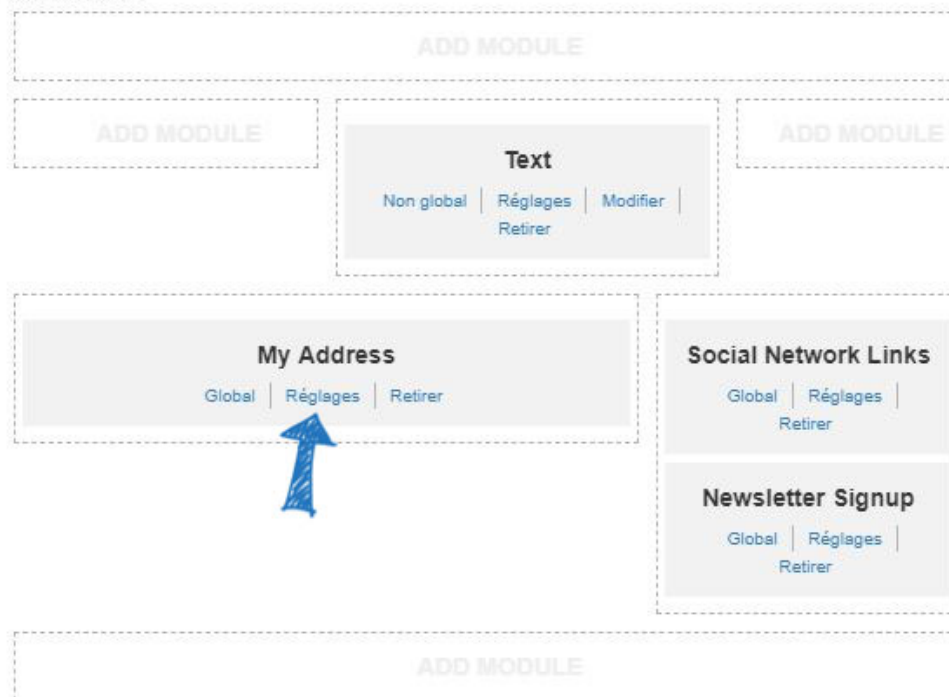 ADD MODULE
ADD MODULE
Text
Non global | Réglages | Modifier |
Retirer
ADD MODULE
My Address
Global | Réglages | Retirer
Social Network Links
Global | Réglages |
Retirer
Newsletter Signup
Global | Réglages |
Retirer
ADD MODULE